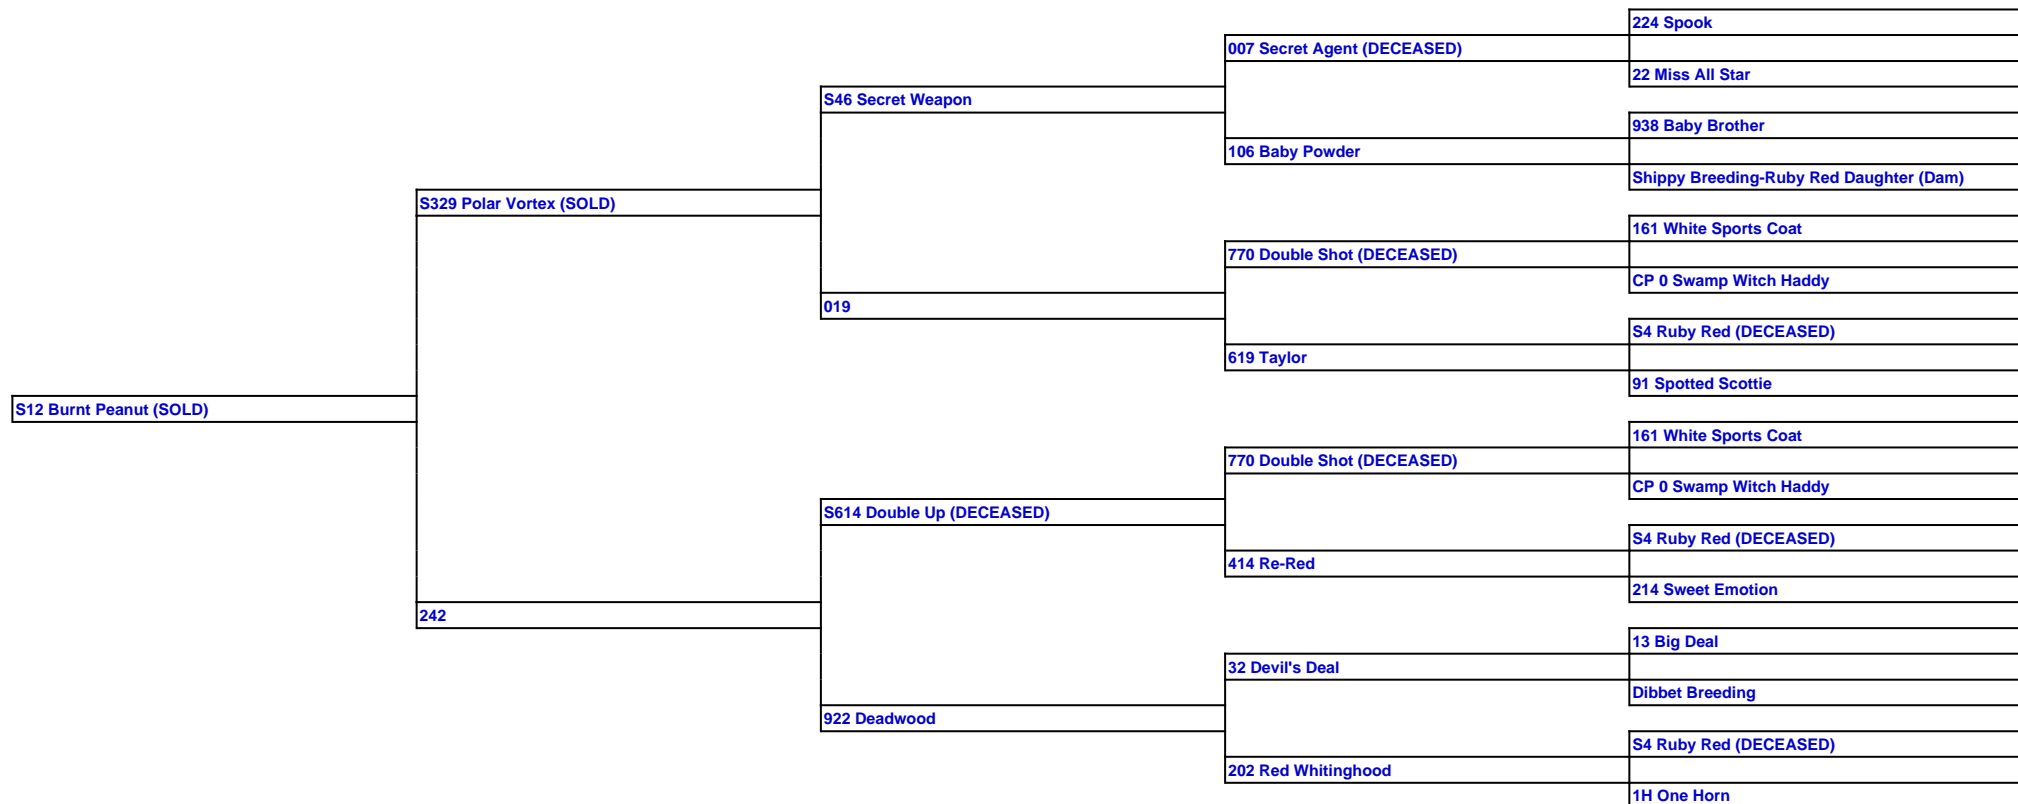 224 Spook
007 Secret Agent (DECEASED)
22 Miss All Star
S46 Secret Weapon
938 Baby Brother
106 Baby Powder
Shippy Breeding-Ruby Red Daughter (Dam)
S329 Polar Vortex (SOLD)
161 White Sports Coat
770 Double Shot (DECEASED)
CP 0 Swamp Witch Haddy
019
S4 Ruby Red (DECEASED)
619 Taylor
91 Spotted Scottie
S12 Burnt Peanut (SOLD)
161 White Sports Coat
770 Double Shot (DECEASED)
CP 0 Swamp Witch Haddy
S614 Double Up (DECEASED)
S4 Ruby Red (DECEASED)
414 Re-Red
214 Sweet Emotion
242
13 Big Deal
32 Devil's Deal
Dibbet Breeding
922 Deadwood
S4 Ruby Red (DECEASED)
202 Red Whitinghood
1H One Horn